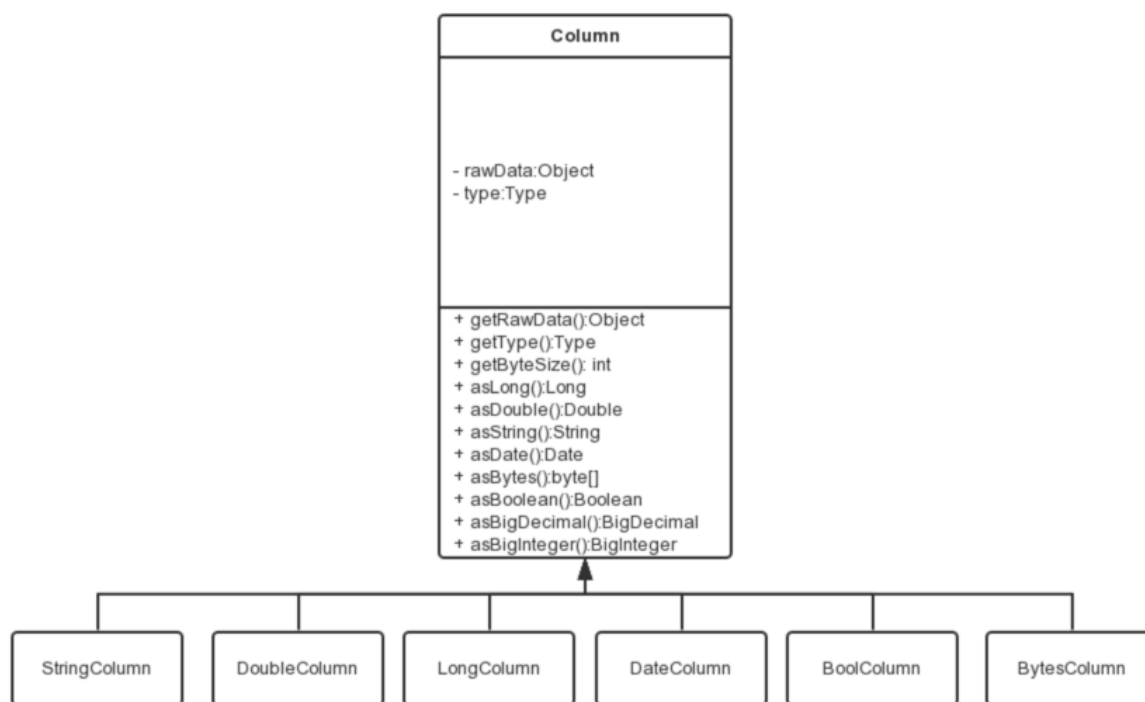 Column
- rawData:Object
- type:Type
+ getRawData():Object
+ getType():Type
+ getByteSize(): int
+ asLong():Long
+ asDouble():Double
+ asString():String
+ asDate():Date
+ asBytes():byte[]
+ asBoolean():Boolean
+ asBigDecimal():BigDecimal
+ asBigInteger():BigInteger
StringColumn DoubleColumn LongColumn DateColumn BoolColumn BytesColumn